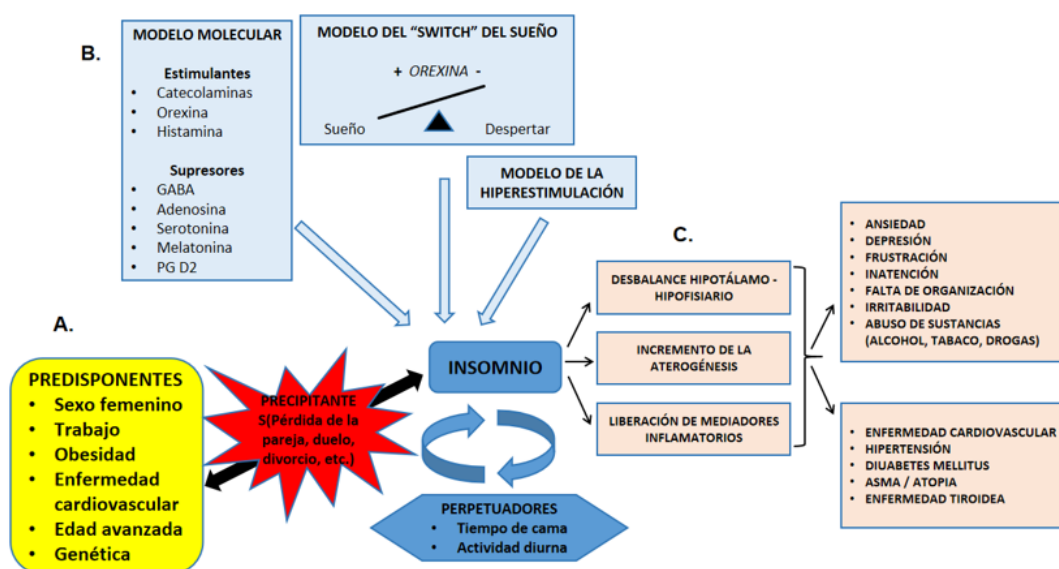 B.
MODELO MOLECULAR
Estimulantes
• Catecolaminas
• Orexina
• Histamina
Supresores
• GABA
• Adenosina
• Serotonina
• Melatonina
• PG D2
MODELO DEL “SWITCH” DEL SUEÑO
+ OREXINA -
Sueño Despertar
MODELO DE LA
HIPERESTIMULACIÓN
A.
PREDISPONENTES
• Sexo femenino
• Trabajo
• Obesidad
• Enfermedad
cardiovascular
• Edad avanzada
• Genética
PRECIPITANTE
S(Pérdida de la
pareja, duelo,
divorcio, etc.)
INSOMNIO
PERPETUADORES
• Tiempo de cama
• Actividad diurna
C.
DESBALANCE HIPOTÁLAMO -
HIPOFISIARIO
INCREMENTO DE LA
ATEROGÉNESIS
LIBERACIÓN DE MEDIADORES
INFLAMATORIOS
• ANSIEDAD
• DEPRESIÓN
• FRUSTRACIÓN
• INATENCIÓN
• FALTA DE ORGANIZACIÓN
• IRRITABILIDAD
• ABUSO DE SUSTANCIAS
(ALCOHOL, TABACO, DROGAS)
• ENFERMEDAD CARDIOVASCULAR
• HIPERTENSIÓN
• DIUABETES MELLITUS
• ASMA / ATOPIA
• ENFERMEDAD TIROIDEA